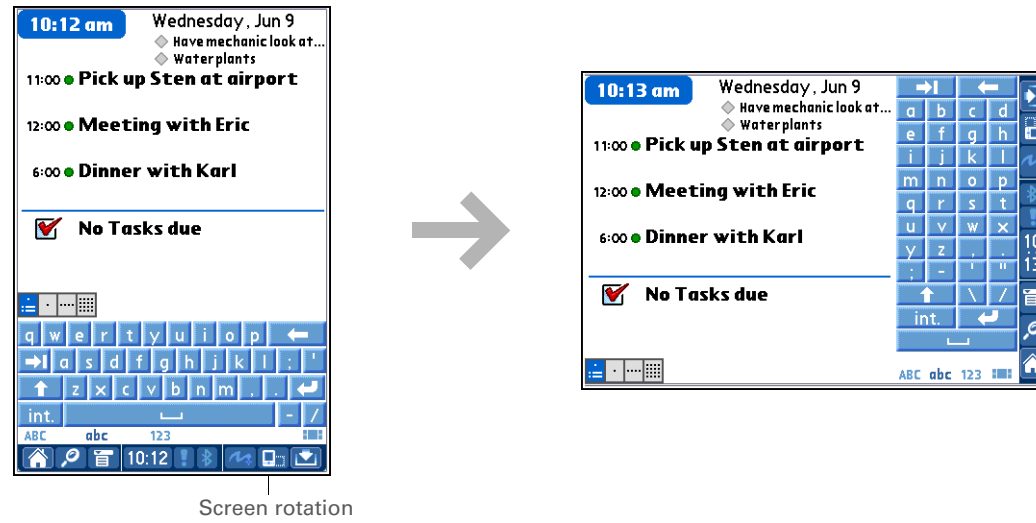 10:12 am
Wednesday, Jun 9
Have mechanic look at...
Water plants
11:00 Pick up Sten at airport
12:00 Meeting with Eric
6:00 Dinner with Karl
No Tasks due
q w e r t y u i o p
a s d f g h j k l ; '
z x c v b n m , .
int. - /
ABC abc 123
10:12
Screen rotation
10:13 am
Wednesday, Jun 9
Have mechanic look at...
Water plants
11:00 Pick up Sten at airport
12:00 Meeting with Eric
6:00 Dinner with Karl
No Tasks due
a b c d
e f g h
i j k l
m n o p
q r s t
u v w x
y z , .
; - ' "
\ /
int.
ABC abc 123
10
13